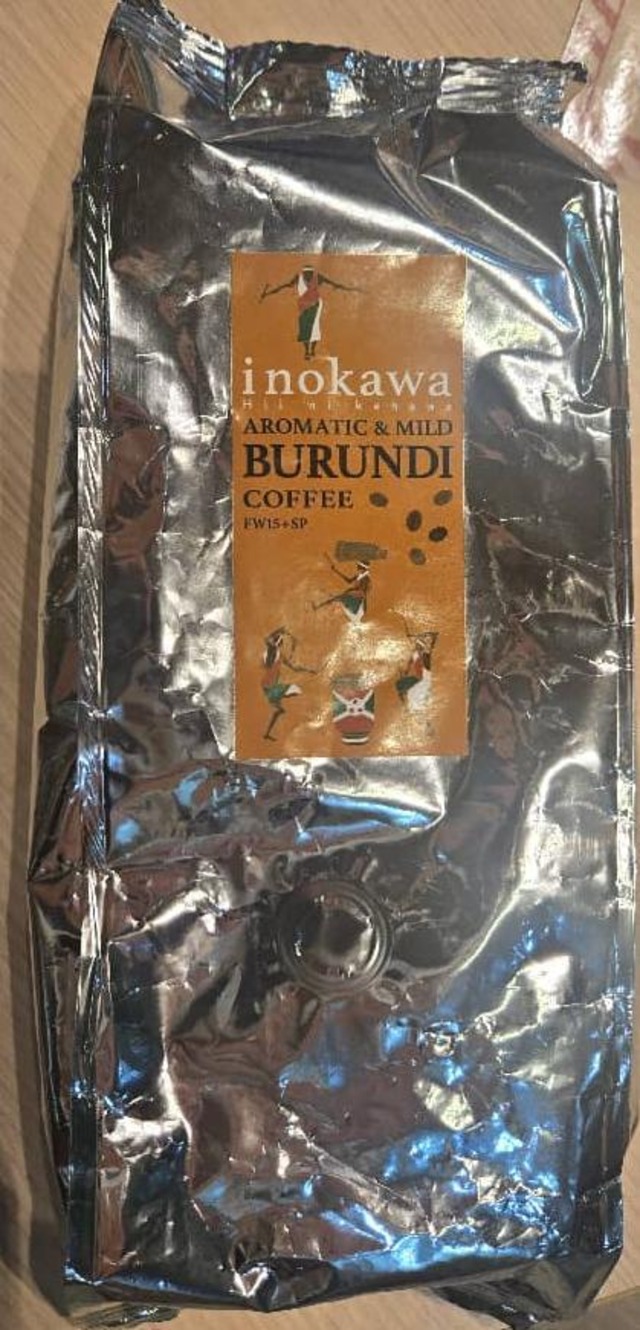 inokawa
AROMATIC & MILD
BURUNDI
COFFEE
FW15+SP